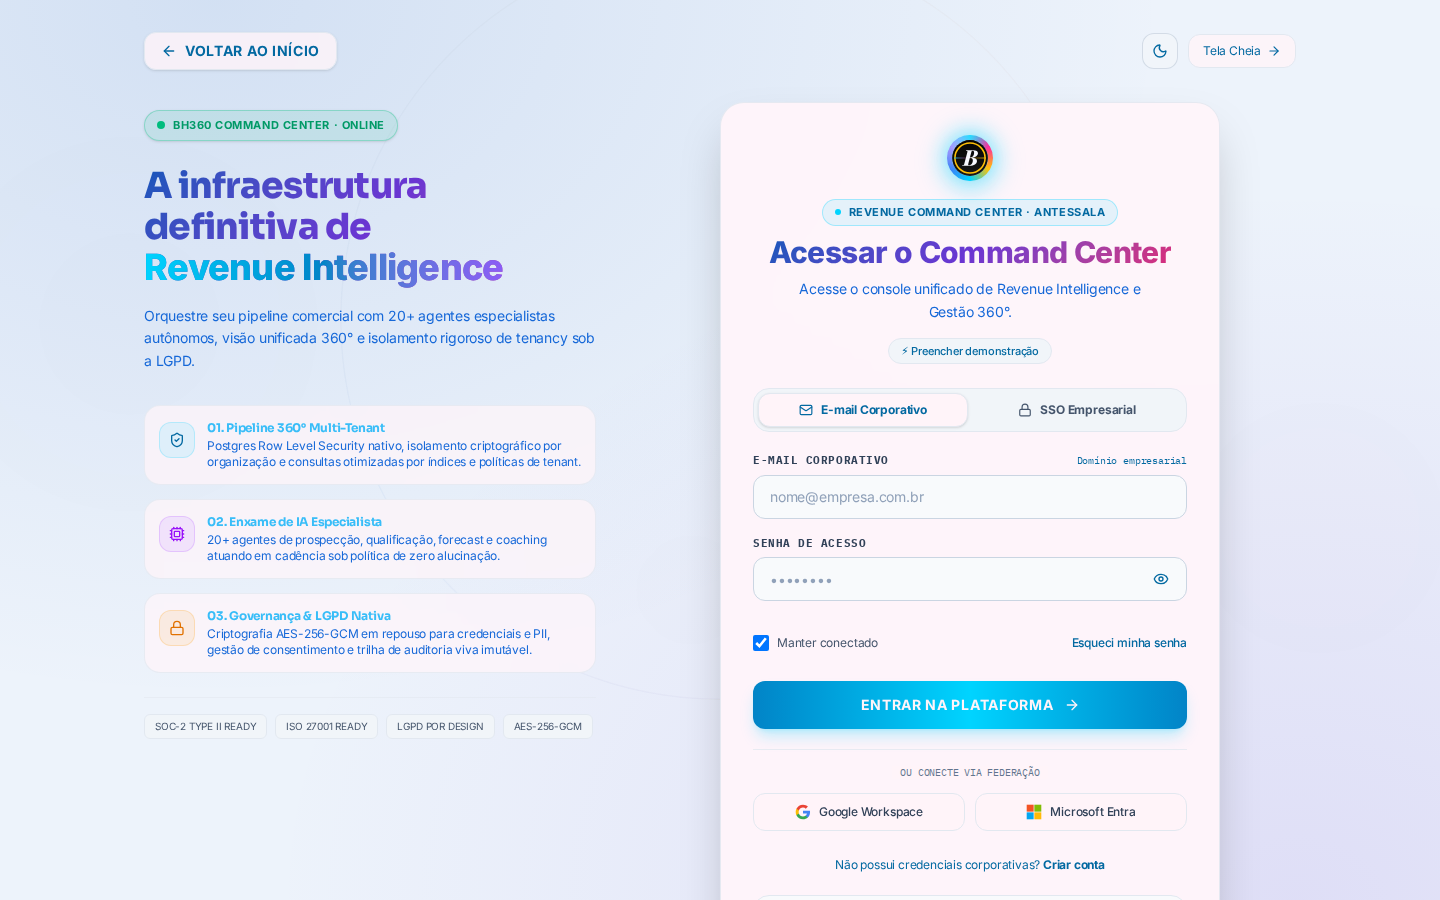 VOLTAR AO INÍCIO
Tela Cheia
BH360 COMMAND CENTER · ONLINE
A infraestrutura
definitiva de
Revenue Intelligence
Orquestre seu pipeline comercial com 20+ agentes especialistas
autônomos, visão unificada 360° e isolamento rigoroso de tenancy sob
a LGPD.
01. Pipeline 360° Multi-Tenant
Postgres Row Level Security nativo, isolamento criptográfico por
organização e consultas otimizadas por índices e políticas de tenant.
02. Enxame de IA Especialista
20+ agentes de prospecção, qualificação, forecast e coaching
atuando em cadência sob política de zero alucinação.
03. Governança & LGPD Nativa
Criptografia AES-256-GCM em repouso para credenciais e PII,
gestão de consentimento e trilha de auditoria viva imutável.
SOC-2 TYPE II READY
ISO 27001 READY
LGPD POR DESIGN
AES-256-GCM
B
REVENUE COMMAND CENTER · ANTESSALA
Acessar o Command Center
Acesse o console unificado de Revenue Intelligence e
Gestão 360°.
⚡ Preencher demonstração
E-mail Corporativo
SSO Empresarial
E-MAIL CORPORATIVO
Domínio empresarial
nome@empresa.com.br
SENHA DE ACESSO
••••••••
Manter conectado
Esqueci minha senha
ENTRAR NA PLATAFORMA
OU CONECTE VIA FEDERAÇÃO
Google Workspace
Microsoft Entra
Não possui credenciais corporativas? Criar conta